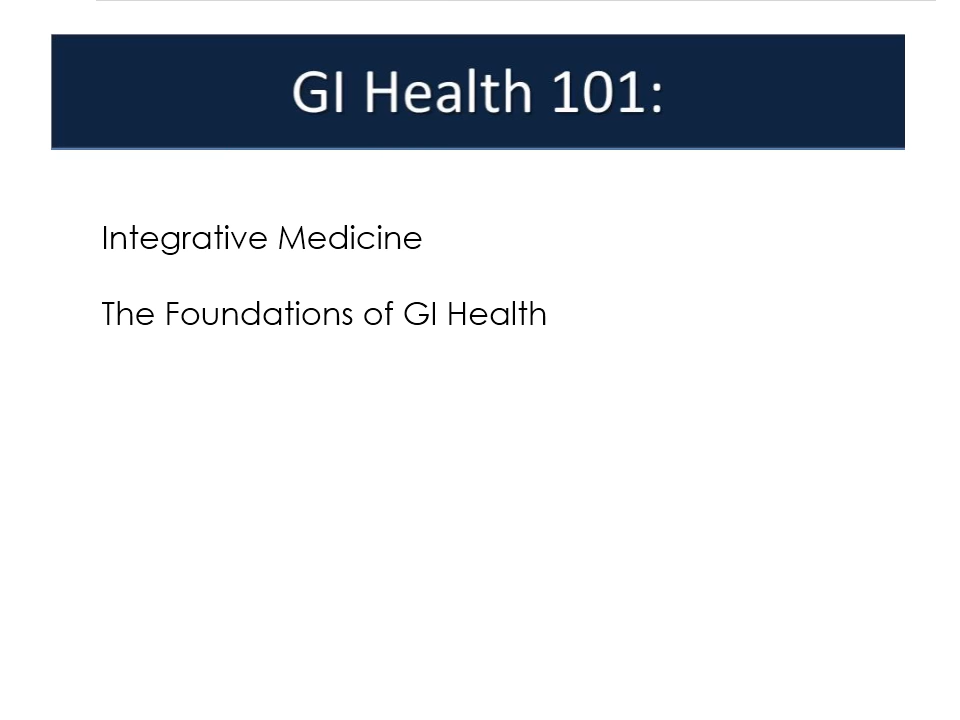 GI Health 101:
Integrative Medicine
The Foundations of GI Health